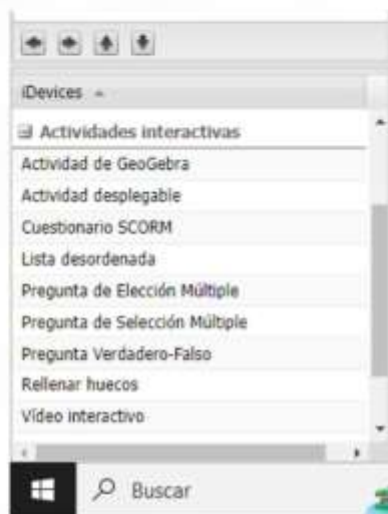 iDevices
Actividades interactivas
Actividad de GeoGebra
Actividad desplegable
Cuestionario SCORM
Lista desordenada
Pregunta de Elección Múltiple
Pregunta de Selección Múltiple
Pregunta Verdadero-Falso
Rellenar huecos
Vídeo interactivo
Buscar